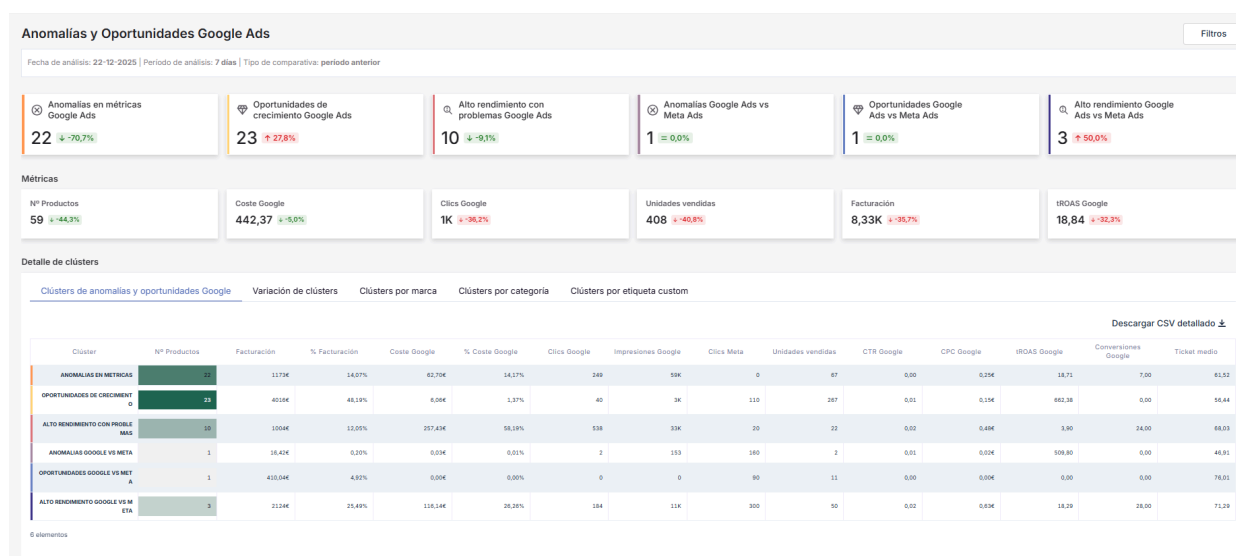 Anomalías y Oportunidades Google Ads
Filtros
Fecha de análisis: 22-12-2025 | Período de análisis: 7 días | Tipo de comparativa: periodo anterior
Anomalías en métricas
Google Ads
22 ↓ -70,7%
Oportunidades de
crecimiento Google Ads
23 ↑ 27,8%
Alto rendimiento con
problemas Google Ads
10 ↓ -9,1%
Anomalías Google Ads vs
Meta Ads
1 = 0,0%
Oportunidades Google
Ads vs Meta Ads
1 = 0,0%
Alto rendimiento Google
Ads vs Meta Ads
3 ↑ 50,0%
Métricas
Nº Productos
59 ↓ -44,3%
Coste Google
442,37 ↓ -5,0%
Clics Google
1K ↓ -36,2%
Unidades vendidas
408 ↓ -40,8%
Facturación
8,33K ↓ -35,7%
tROAS Google
18,84 ↓ -32,3%
Detalle de clústers
Clústers de anomalías y oportunidades Google Variación de clústers Clústers por marca Clústers por categoría Clústers por etiqueta custom
Descargar CSV detallado
Clúster Nº Productos Facturación % Facturación Coste Google % Coste Google Clics Google Impresiones Google Clics Meta Unidades vendidas CTR Google CPC Google tROAS Google Conversiones Google Ticket medio
ANOMALIAS EN METRICAS 22 1173€ 14,07% 62,70€ 14,17% 249 59K 0 67 0,00 0,25€ 18,71 7,00 61,52
OPORTUNIDADES DE CRECIMIENT
O 23 4016€ 48,19% 6,06€ 1,37% 40 3K 110 267 0,01 0,15€ 662,38 0,00 56,44
ALTO RENDIMIENTO CON PROBLE
MAS 10 1004€ 12,05% 257,43€ 58,19% 538 33K 20 22 0,02 0,48€ 3,90 24,00 68,03
ANOMALIAS GOOGLE VS META 1 16,42€ 0,20% 0,03€ 0,01% 2 153 160 2 0,01 0,02€ 509,80 0,00 46,91
OPORTUNIDADES GOOGLE VS MET
A 1 410,04€ 4,92% 0,00€ 0,00% 0 0 90 11 0,00 0,00€ 0,00 0,00 76,01
ALTO RENDIMIENTO GOOGLE VS M
ETA 3 2124€ 25,49% 116,14€ 26,26% 184 11K 300 50 0,02 0,63€ 18,29 28,00 71,29
6 elementos